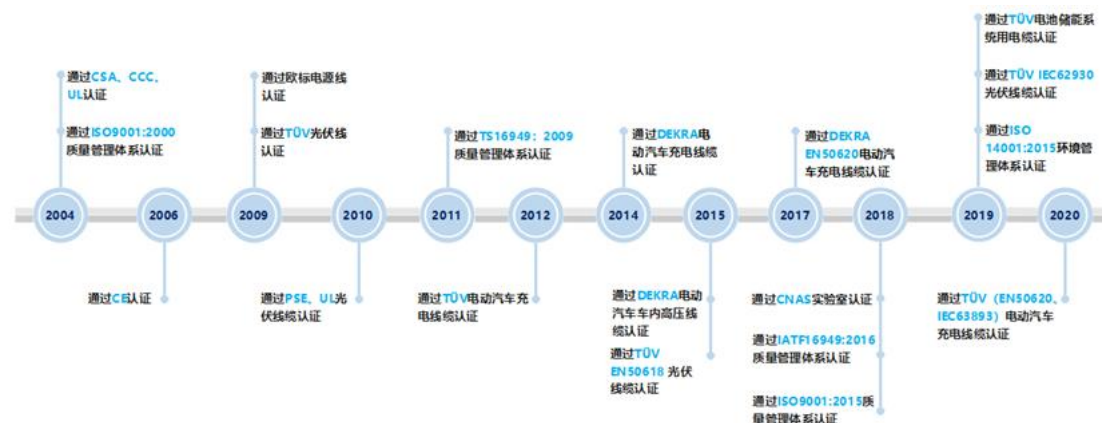 通过CSA、CCC、
UL认证
通过ISO9001:2000
质量管理体系认证
2004
2006
通过CE认证
通过欧标电源线
认证
通过TÜV光伏线
认证
2009
2010
通过PSE、UL光
伏线缆认证
通过TS16949：2009
质量管理体系认证
2011
2012
通过TÜV电动汽车充
电线缆认证
通过DEKRA电
动汽车充电线缆
认证
2014
2015
通过DEKRA电动
汽车车内高压线
缆认证
通过TÜV
EN50618 光伏
线缆认证
通过DEKRA
EN50620电动汽
车充电线缆认证
2017
2018
通过CNAS实验室认证
通过IATF16949:2016
质量管理体系认证
通过ISO9001:2015质
量管理体系认证
通过TÜV电池储能系
统用电缆认证
通过TÜV IEC62930
光伏线缆认证
通过ISO
14001:2015环境管
理体系认证
2019
2020
通过TÜV（EN50620、
IEC63893）电动汽车
充电线缆认证